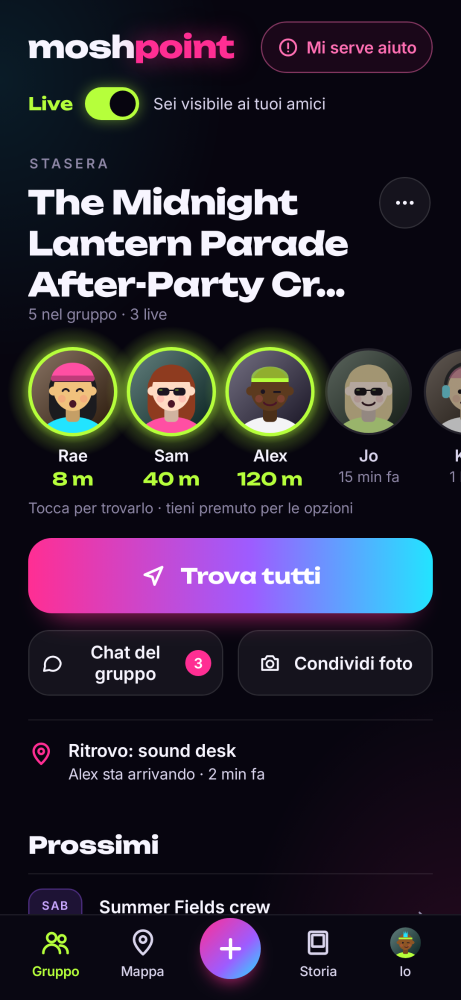 moshpoint
Mi serve aiuto
Live
Sei visibile ai tuoi amici
STASERA
The Midnight
Lantern Parade
After-Party Cr...
5 nel gruppo · 3 live
Rae
8 m
Sam
40 m
Alex
120 m
Jo
15 min fa
Tocca per trovarlo · tieni premuto per le opzioni
Trova tutti
Chat del
gruppo
3
Condividi foto
Ritrovo: sound desk
Alex sta arrivando · 2 min fa
Prossimi
SAB
Summer Fields crew
Gruppo
Mappa
Storia
Io